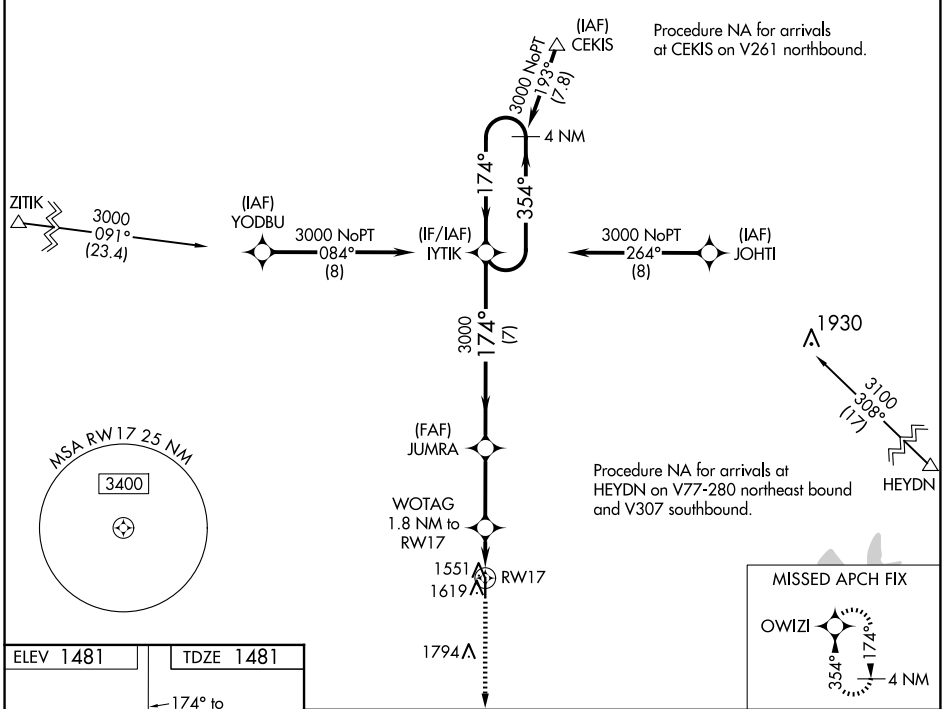 (IAF)
CEKIS
Procedure NA for arrivals
at CEKIS on V261 northbound.
3000 NoPT
193°
(7.8)
4 NM
174°
354°
ZITIK
3000
091°
(23.4)
(IAF)
YODBU
3000 NoPT
084°
(8)
(IF/IAF)
IYTIK
3000 NoPT
264°
(8)
(IAF)
JOHTI
3000
174°
(7)
1930
3100
308°
(17)
HEYDN
(FAF)
JUMRA
MSA RW17 25 NM
3400
Procedure NA for arrivals at
HEYDN on V77-280 northeast bound
and V307 southbound.
WOTAG
1.8 NM to
RW17
1551
1619
RW17
1794
MISSED APCH FIX
OWIZI
354°
174°
4 NM
ELEV 1481
TDZE 1481
174° to